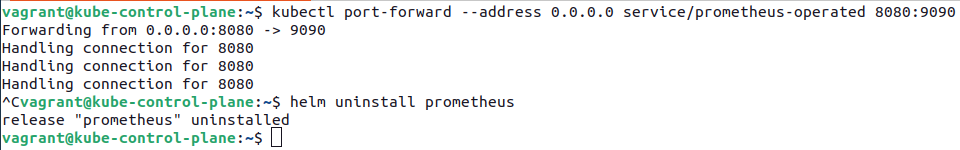 vagrant@kube-control-plane:~$ kubectl port-forward --address 0.0.0.0 service/prometheus-operated 8080:9090
Forwarding from 0.0.0.0:8080 -> 9090
Handling connection for 8080
Handling connection for 8080
Handling connection for 8080
^Cvagrant@kube-control-plane:~$ helm uninstall prometheus
release "prometheus" uninstalled
vagrant@kube-control-plane:~$